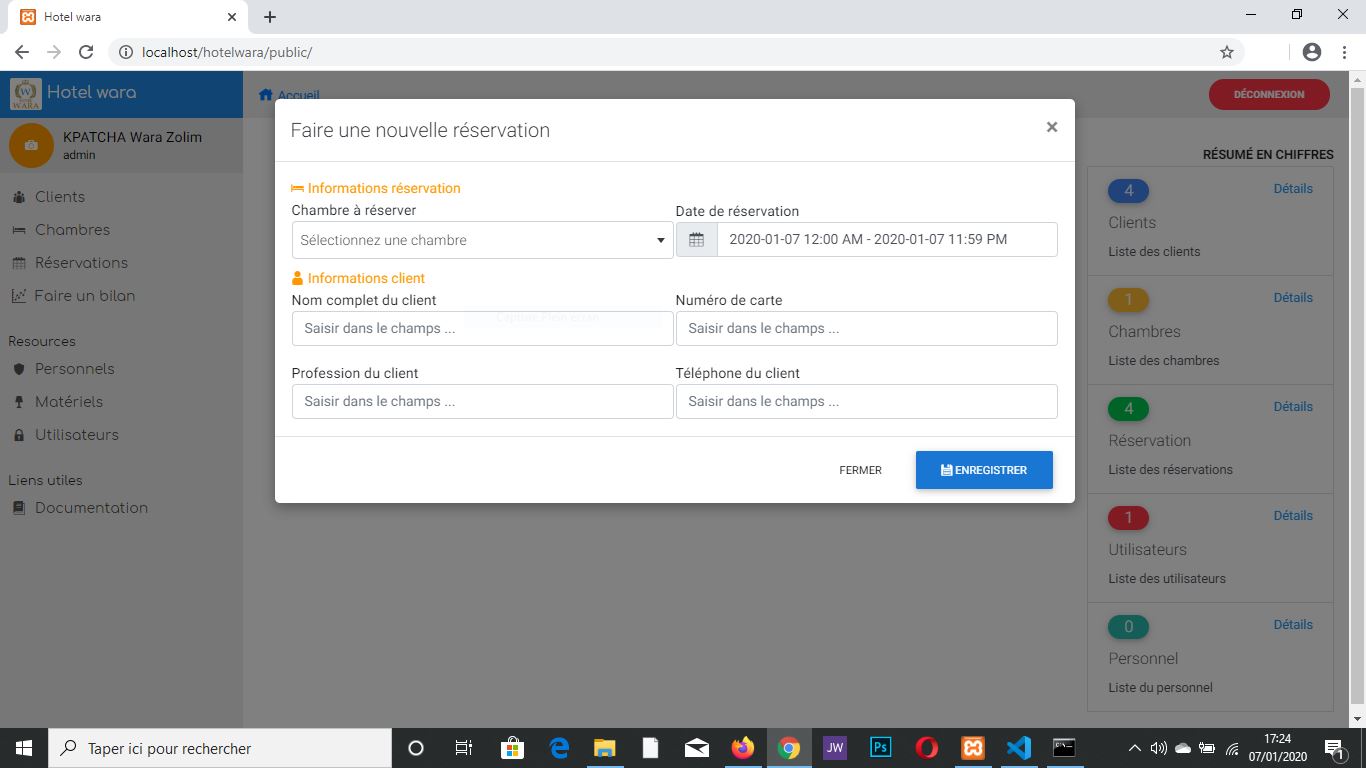 Hotel wara
localhost/hotelwara/public/
Hotel wara
Accueil
DÉCONNEXION
KPATCHA Wara Zolim
admin
Clients
Chambres
Réservations
Faire un bilan
Resources
Personnels
Matériels
Utilisateurs
Liens utiles
Documentation
Faire une nouvelle réservation
×
Informations réservation
Chambre à réserver
Date de réservation
Sélectionnez une chambre
2020-01-07 12:00 AM - 2020-01-07 11:59 PM
Informations client
Nom complet du client
Numéro de carte
Capture Plein écran
Saisir dans le champs ...
Saisir dans le champs ...
Profession du client
Téléphone du client
Saisir dans le champs ...
Saisir dans le champs ...
FERMER
ENREGISTRER
RÉSUMÉ EN CHIFFRES
4
Détails
Clients
Liste des clients
1
Détails
Chambres
Liste des chambres
4
Détails
Réservation
Liste des réservations
1
Détails
Utilisateurs
Liste des utilisateurs
0
Détails
Personnel
Liste du personnel
Taper ici pour rechercher
JW
Ps
17:24
07/01/2020
1